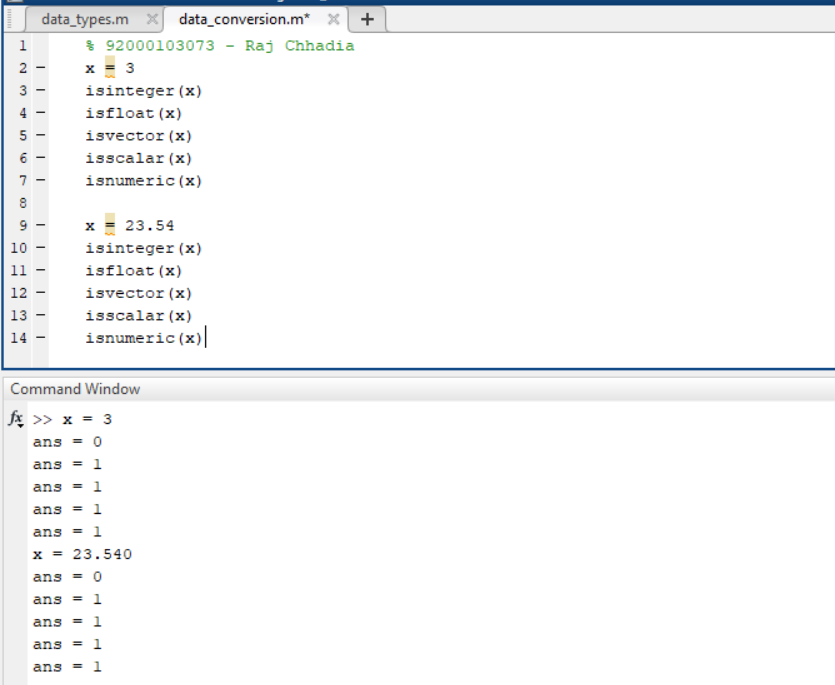 data_types.m
data_conversion.m*
+
1 % 92000103073 - Raj Chhadia
2 - x = 3
3 - isinteger(x)
4 - isfloat(x)
5 - isvector(x)
6 - isscalar(x)
7 - isnumeric(x)
8
9 - x = 23.54
10 - isinteger(x)
11 - isfloat(x)
12 - isvector(x)
13 - isscalar(x)
14 - isnumeric(x)
Command Window
fx >> x = 3
ans = 0
ans = 1
ans = 1
ans = 1
ans = 1
x = 23.540
ans = 0
ans = 1
ans = 1
ans = 1
ans = 1